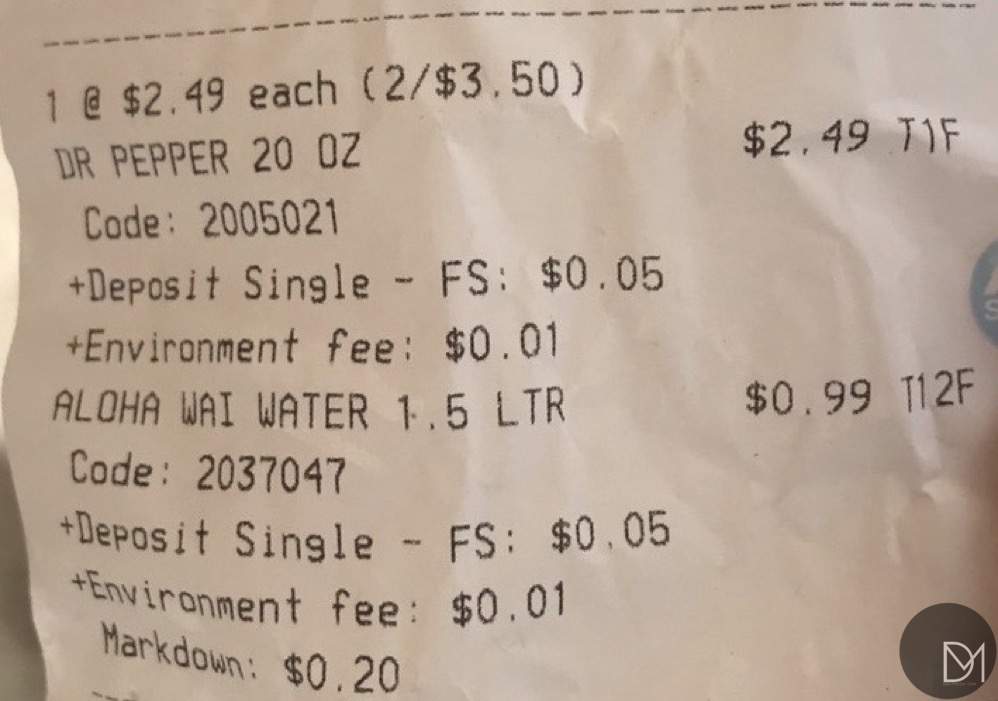 1 @ $2.49 each (2/$3.50)
DR PEPPER 20 OZ $2.49 T1F
Code: 2005021
+Deposit Single - FS: $0.05
+Environment fee: $0.01
ALOHA WAI WATER 1.5 LTR $0.99 T12F
Code: 2037047
+Deposit Single - FS: $0.05
+Environment fee: $0.01
Markdown: $0.20